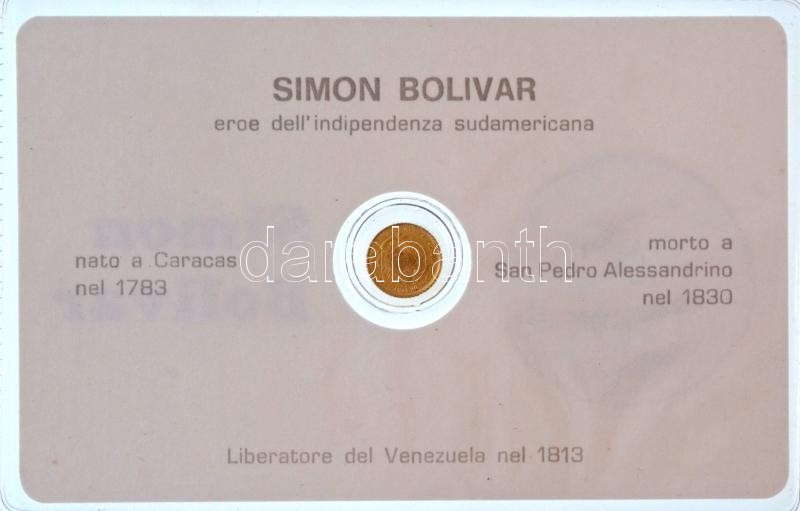 SIMON BOLIVAR
eroe dell'indipendenza sudamericana
nato a Caracas
nel 1783
morto a
San Pedro Alessandrino
nel 1830
darabanth
Liberatore del Venezuela nel 1813